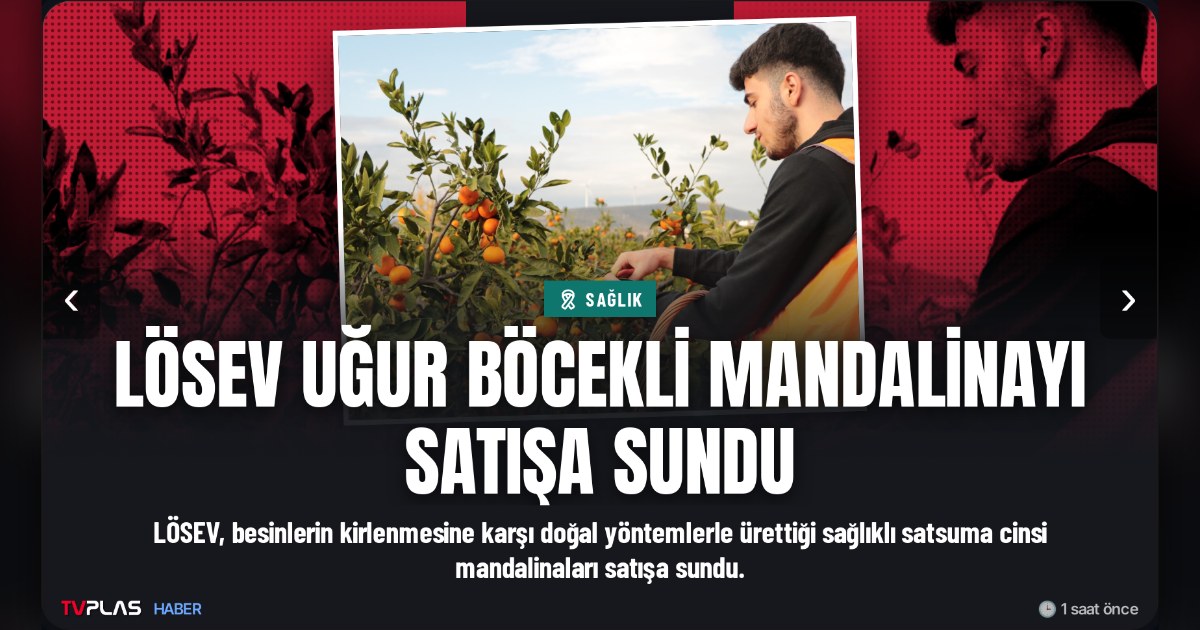 SAĞLIK
LÖSEV UĞUR BÖCEKLİ MANDALİNAYI
SATIŞA SUNDU
LÖSEV, besinlerin kirlenmesine karşı doğal yöntemlerle ürettiği sağlıklı satsuma cinsi
mandalinaları satışa sundu.
TVPLAS HABER
1 saat önce